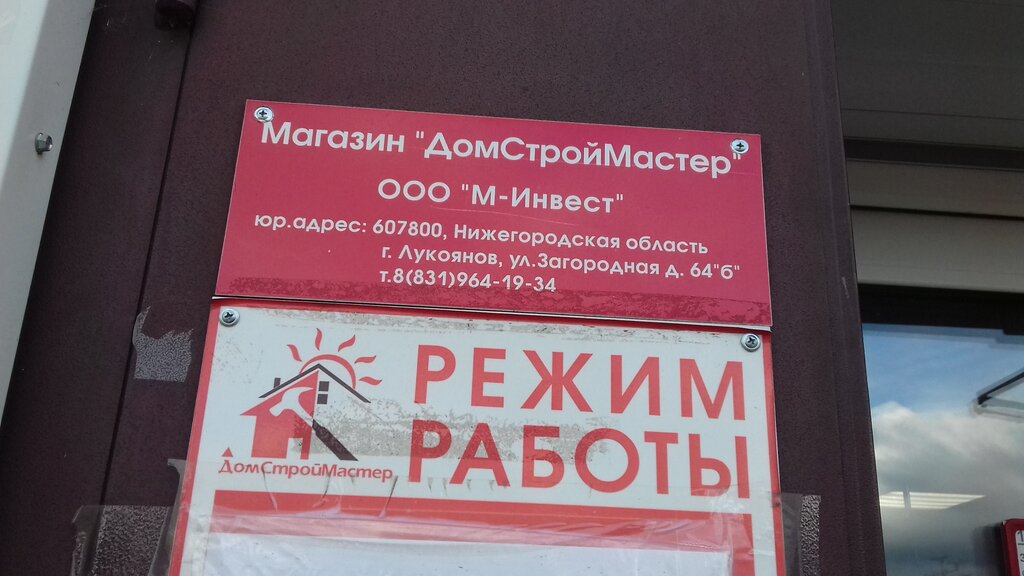 Магазин "ДомСтройМастер"
ООО "М-Инвест"
юр.адрес: 607800, Нижегородская область
г. Лукоянов, ул.Загородная д. 64"б"
т.8(831)964-19-34
РЕЖИМ
РАБОТЫ
ДомСтройМастер